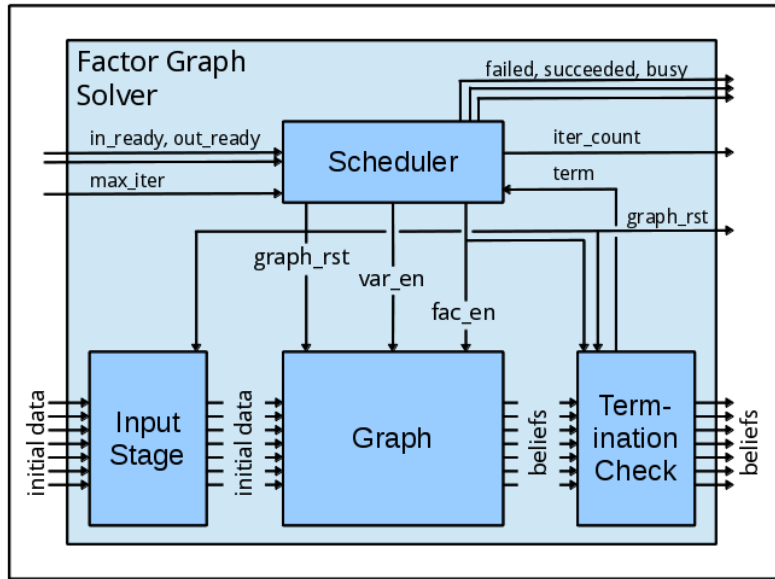 Factor Graph
Solver
failed, succeeded, busy
in_ready, out_ready
Scheduler
iter_count
max_iter
term
graph_rst
graph_rst
var_en
fac_en
initial data
Input
Stage
initial data
Graph
beliefs
Term-
ination
Check
beliefs